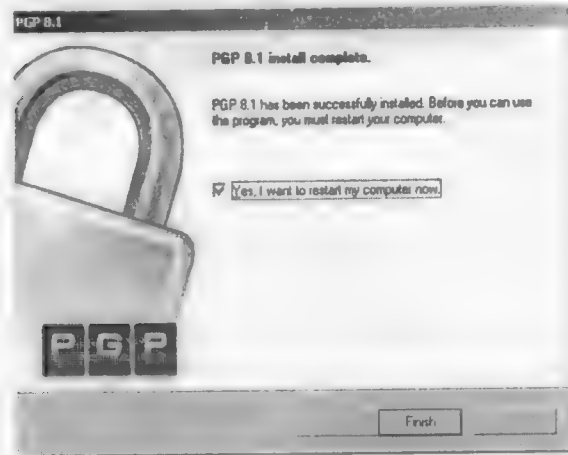 PGP 8.1
PGP 8.1 install complete.
PGP 8.1 has been successfully installed. Before you can use
the program, you must restart your computer.
Yes, I want to restart my computer now.
PGP
Finish